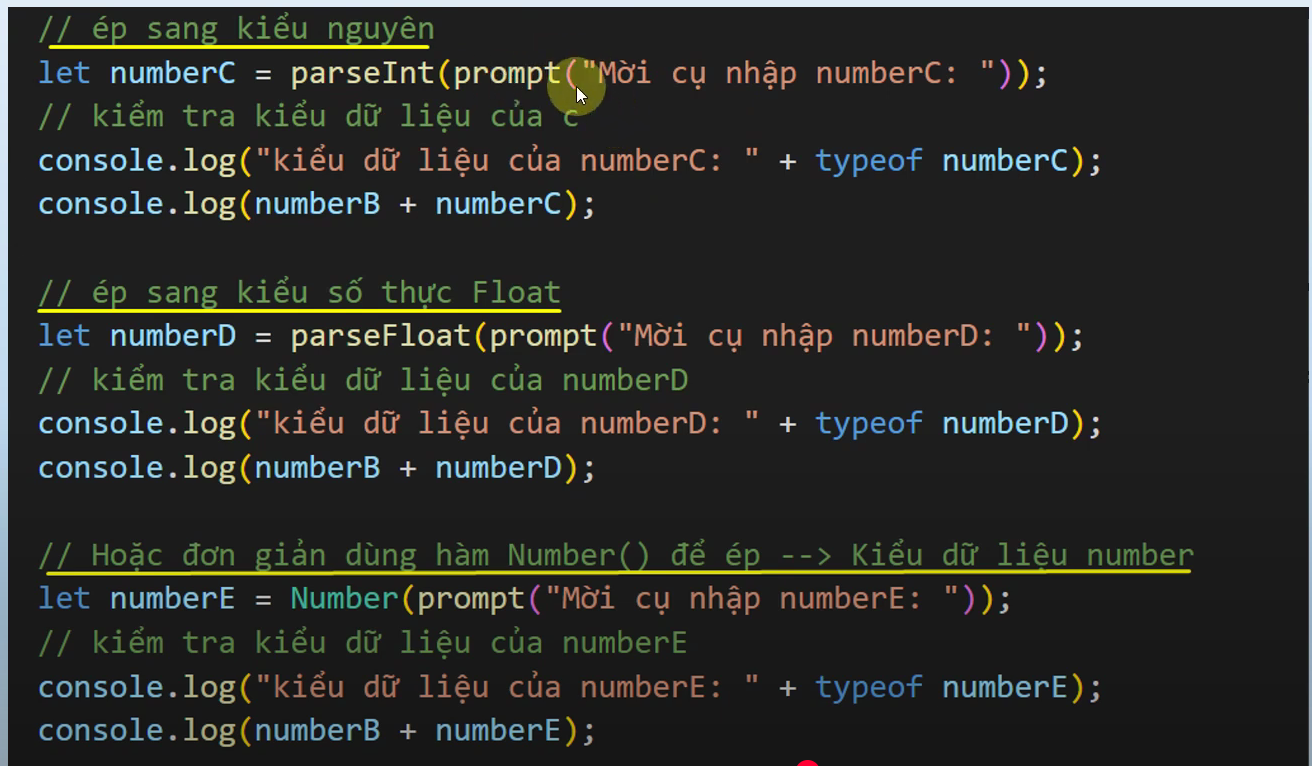 // ép sang kiểu nguyên
let numberC = parseInt(prompt("Mời cụ nhập numberC: "));
// kiểm tra kiểu dữ liệu của c
console.log("kiểu dữ liệu của numberC: " + typeof numberC);
console.log(numberB + numberC);
// ép sang kiểu số thực Float
let numberD = parseFloat(prompt("Mời cụ nhập numberD: "));
// kiểm tra kiểu dữ liệu của numberD
console.log("kiểu dữ liệu của numberD: " + typeof numberD);
console.log(numberB + numberD);
// Hoặc đơn giản dùng hàm Number() để ép --> Kiểu dữ liệu number
let numberE = Number(prompt("Mời cụ nhập numberE: "));
// kiểm tra kiểu dữ liệu của numberE
console.log("kiểu dữ liệu của numberE: " + typeof numberE);
console.log(numberB + numberE);